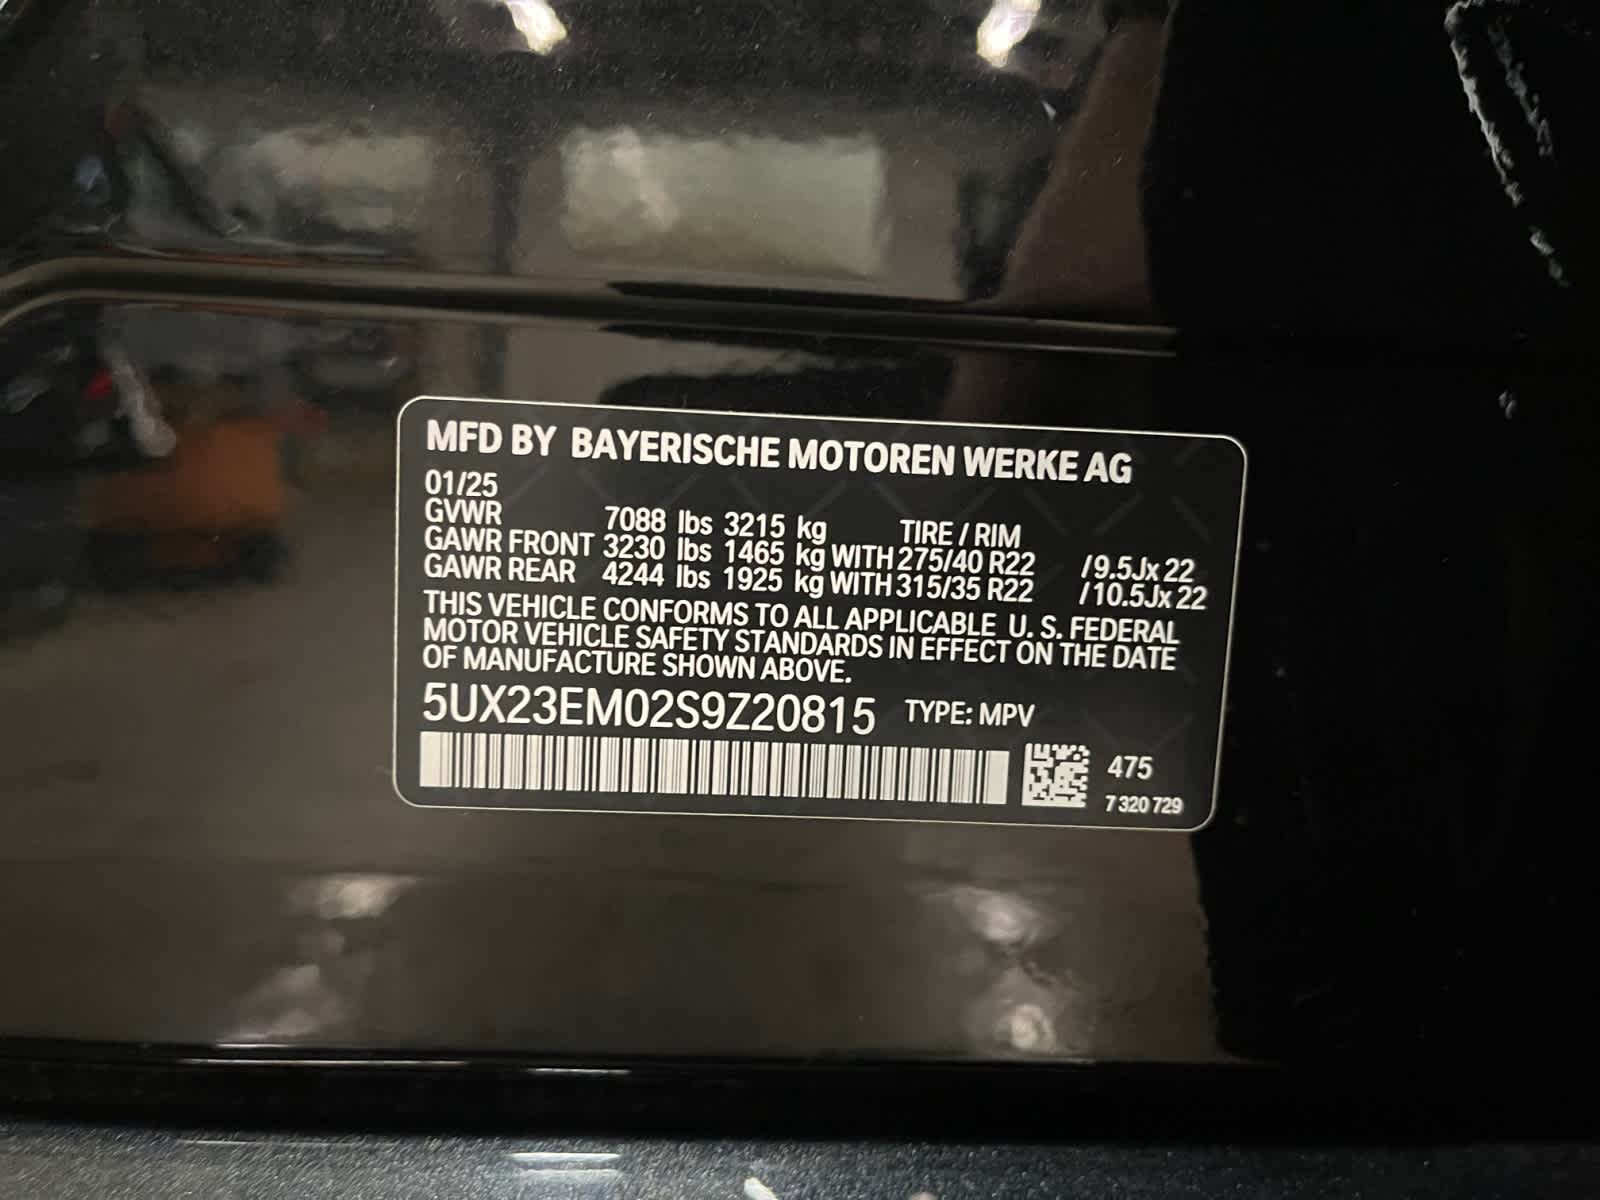 MFD BY BAYERISCHE MOTOREN WERKE AG
01/25
GVWR 7088 lbs 3215 kg TIRE / RIM
GAWR FRONT 3230 lbs 1465 kg WITH 275/40 R22 /9.5Jx 22
GAWR REAR 4244 lbs 1925 kg WITH 315/35 R22 /10.5Jx 22
THIS VEHICLE CONFORMS TO ALL APPLICABLE U. S. FEDERAL
MOTOR VEHICLE SAFETY STANDARDS IN EFFECT ON THE DATE
OF MANUFACTURE SHOWN ABOVE.
5UX23EM02S9Z20815 TYPE: MPV
475
7 320 729